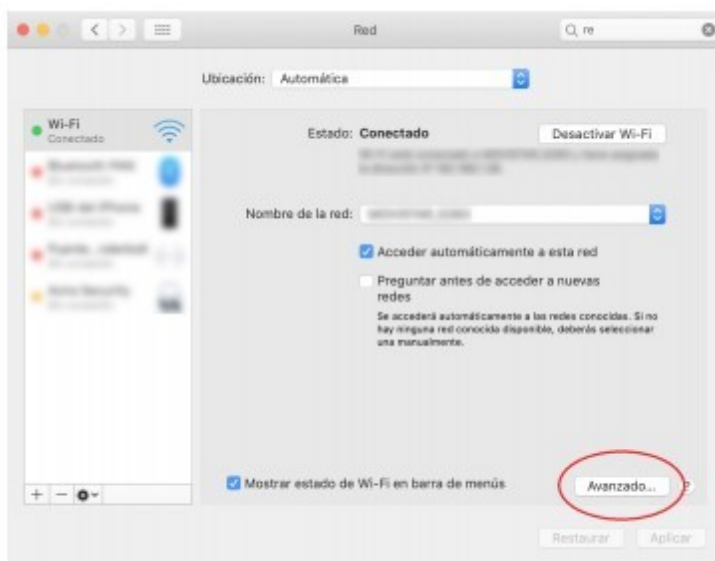 Red
re
Ubicación: Automática
Wi-Fi
Conectado
Estado: Conectado
Desactivar Wi-Fi
Nombre de la red:
Acceder automáticamente a esta red
Preguntar antes de acceder a nuevas
redes
Se accederá automáticamente a las redes conocidas. Si no
hay ninguna red conocida disponible, deberás seleccionar
una manualmente.
Mostrar estado de Wi-Fi en barra de menús
Avanzado...
?
Restaurar
Aplicar